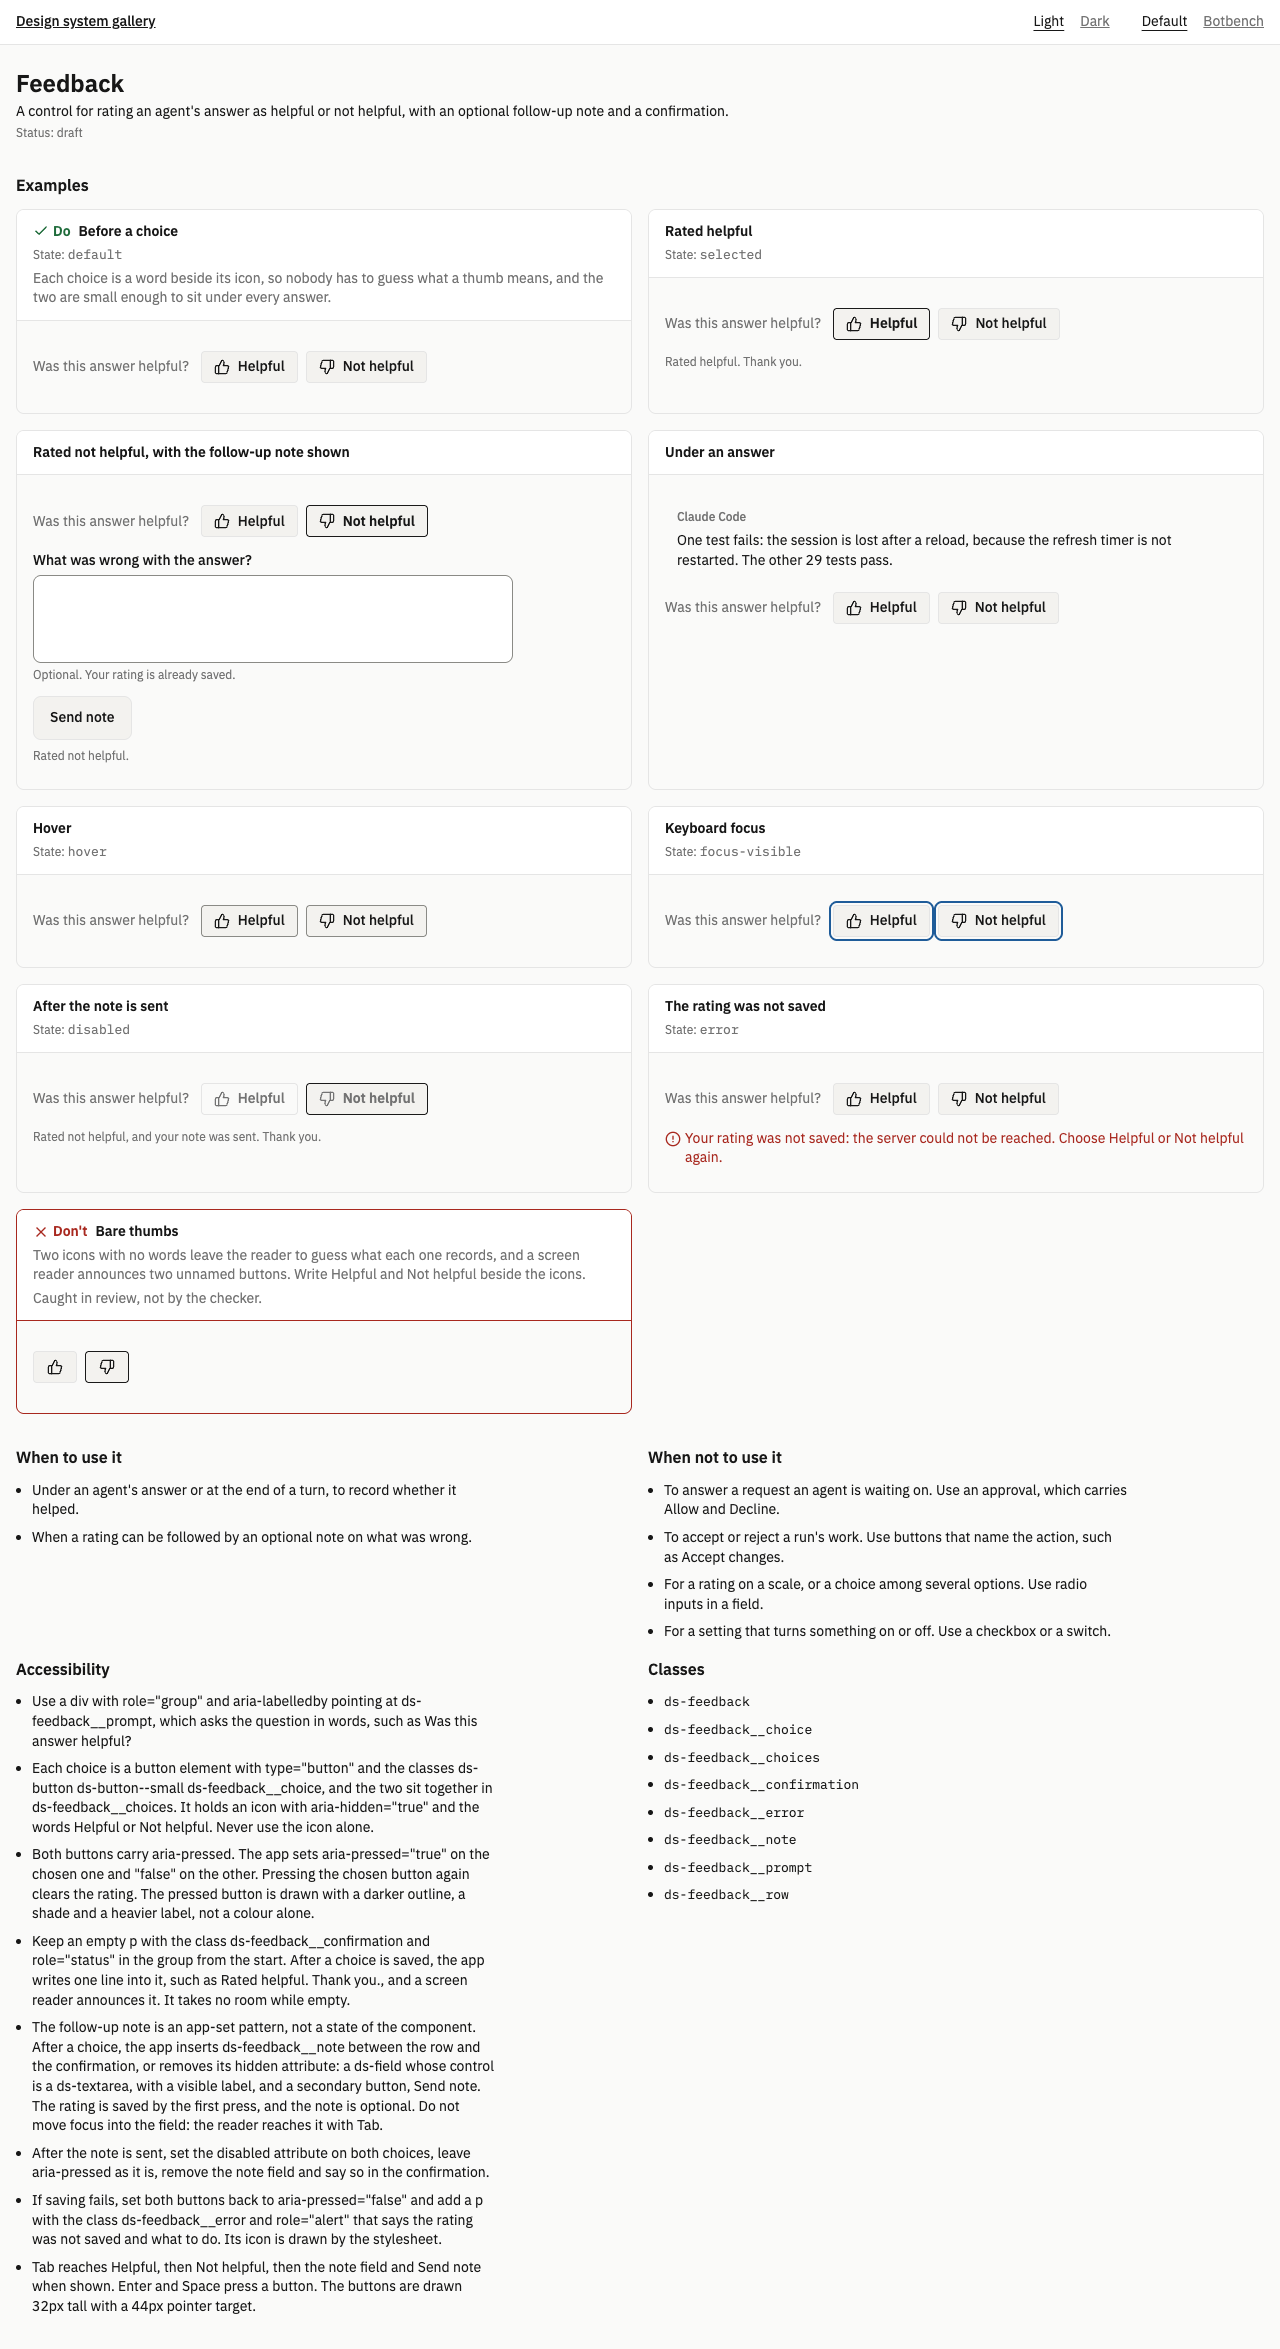 Design system gallery
Light Dark Default Botbench
Feedback
A control for rating an agent's answer as helpful or not helpful, with an optional follow-up note and a confirmation.
Status: draft
Examples
Do Before a choice
State: default
Each choice is a word beside its icon, so nobody has to guess what a thumb means, and the
two are small enough to sit under every answer.
Was this answer helpful? Helpful Not helpful
Rated helpful
State: selected
Was this answer helpful? Helpful Not helpful
Rated helpful. Thank you.
Rated not helpful, with the follow-up note shown
Was this answer helpful? Helpful Not helpful
What was wrong with the answer?
Optional. Your rating is already saved.
Send note
Rated not helpful.
Under an answer
Claude Code
One test fails: the session is lost after a reload, because the refresh timer is not
restarted. The other 29 tests pass.
Was this answer helpful? Helpful Not helpful
Hover
State: hover
Was this answer helpful? Helpful Not helpful
Keyboard focus
State: focus-visible
Was this answer helpful? Helpful Not helpful
After the note is sent
State: disabled
Was this answer helpful? Helpful Not helpful
Rated not helpful, and your note was sent. Thank you.
The rating was not saved
State: error
Was this answer helpful? Helpful Not helpful
Your rating was not saved: the server could not be reached. Choose Helpful or Not helpful
again.
Don't Bare thumbs
Two icons with no words leave the reader to guess what each one records, and a screen
reader announces two unnamed buttons. Write Helpful and Not helpful beside the icons.
Caught in review, not by the checker.
When to use it
• Under an agent's answer or at the end of a turn, to record whether it
helped.
• When a rating can be followed by an optional note on what was wrong.
When not to use it
• To answer a request an agent is waiting on. Use an approval, which carries
Allow and Decline.
• To accept or reject a run's work. Use buttons that name the action, such
as Accept changes.
• For a rating on a scale, or a choice among several options. Use radio
inputs in a field.
• For a setting that turns something on or off. Use a checkbox or a switch.
Accessibility
• Use a div with role="group" and aria-labelledby pointing at ds-
feedback__prompt, which asks the question in words, such as Was this
answer helpful?
• Each choice is a button element with type="button" and the classes ds-
button ds-button--small ds-feedback__choice, and the two sit together in
ds-feedback__choices. It holds an icon with aria-hidden="true" and the
words Helpful or Not helpful. Never use the icon alone.
• Both buttons carry aria-pressed. The app sets aria-pressed="true" on the
chosen one and "false" on the other. Pressing the chosen button again
clears the rating. The pressed button is drawn with a darker outline, a
shade and a heavier label, not a colour alone.
• Keep an empty p with the class ds-feedback__confirmation and
role="status" in the group from the start. After a choice is saved, the app
writes one line into it, such as Rated helpful. Thank you., and a screen
reader announces it. It takes no room while empty.
• The follow-up note is an app-set pattern, not a state of the component.
After a choice, the app inserts ds-feedback__note between the row and
the confirmation, or removes its hidden attribute: a ds-field whose control
is a ds-textarea, with a visible label, and a secondary button, Send note.
The rating is saved by the first press, and the note is optional. Do not
move focus into the field: the reader reaches it with Tab.
• After the note is sent, set the disabled attribute on both choices, leave
aria-pressed as it is, remove the note field and say so in the confirmation.
• If saving fails, set both buttons back to aria-pressed="false" and add a p
with the class ds-feedback__error and role="alert" that says the rating
was not saved and what to do. Its icon is drawn by the stylesheet.
• Tab reaches Helpful, then Not helpful, then the note field and Send note
when shown. Enter and Space press a button. The buttons are drawn
32px tall with a 44px pointer target.
Classes
• ds-feedback
• ds-feedback__choice
• ds-feedback__choices
• ds-feedback__confirmation
• ds-feedback__error
• ds-feedback__note
• ds-feedback__prompt
• ds-feedback__row